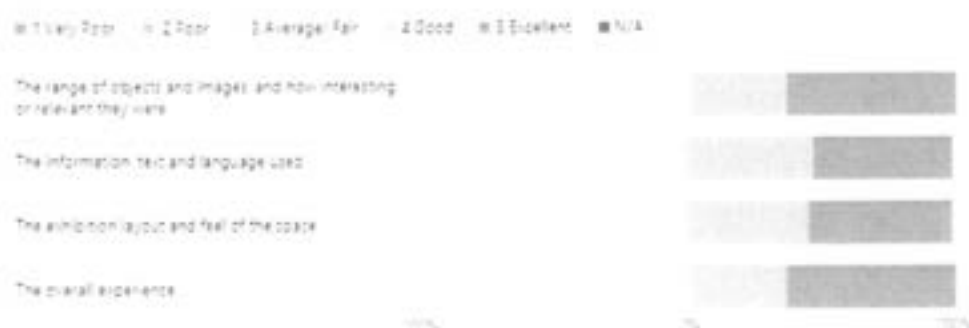 1 Very Poor 2 Poor 3 Average/ Fair 4 Good 5 Excellent N/A
The range of objects and images and how interesting
or relevant they were
The information text and language used
The exhibition layout and feel of the space
The overall experience